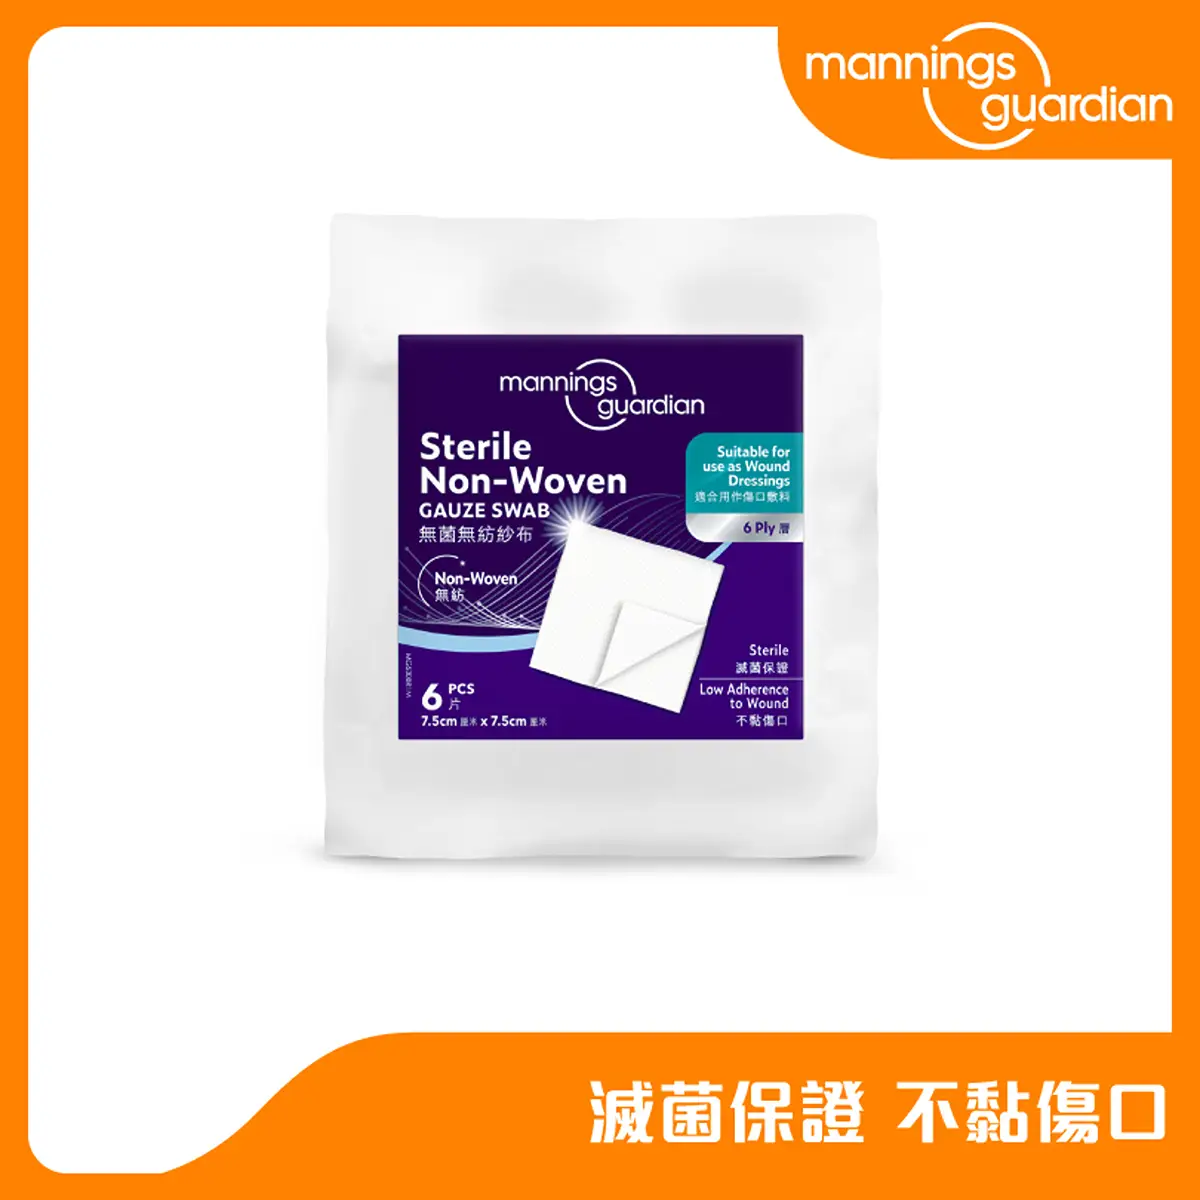 mannings
guardian
mannings
guardian
Sterile
Non-Woven
GAUZE SWAB
無菌無紡紗布
Suitable for
use as Wound
Dressings
適合用作傷口敷料
6 Ply 層
Non-Woven
無紡
Sterile
滅菌保證
Low Adherence
to Wound
不黏傷口
6 PCS
片
7.5cm 厘米 x 7.5cm 厘米
滅菌保證 不黏傷口